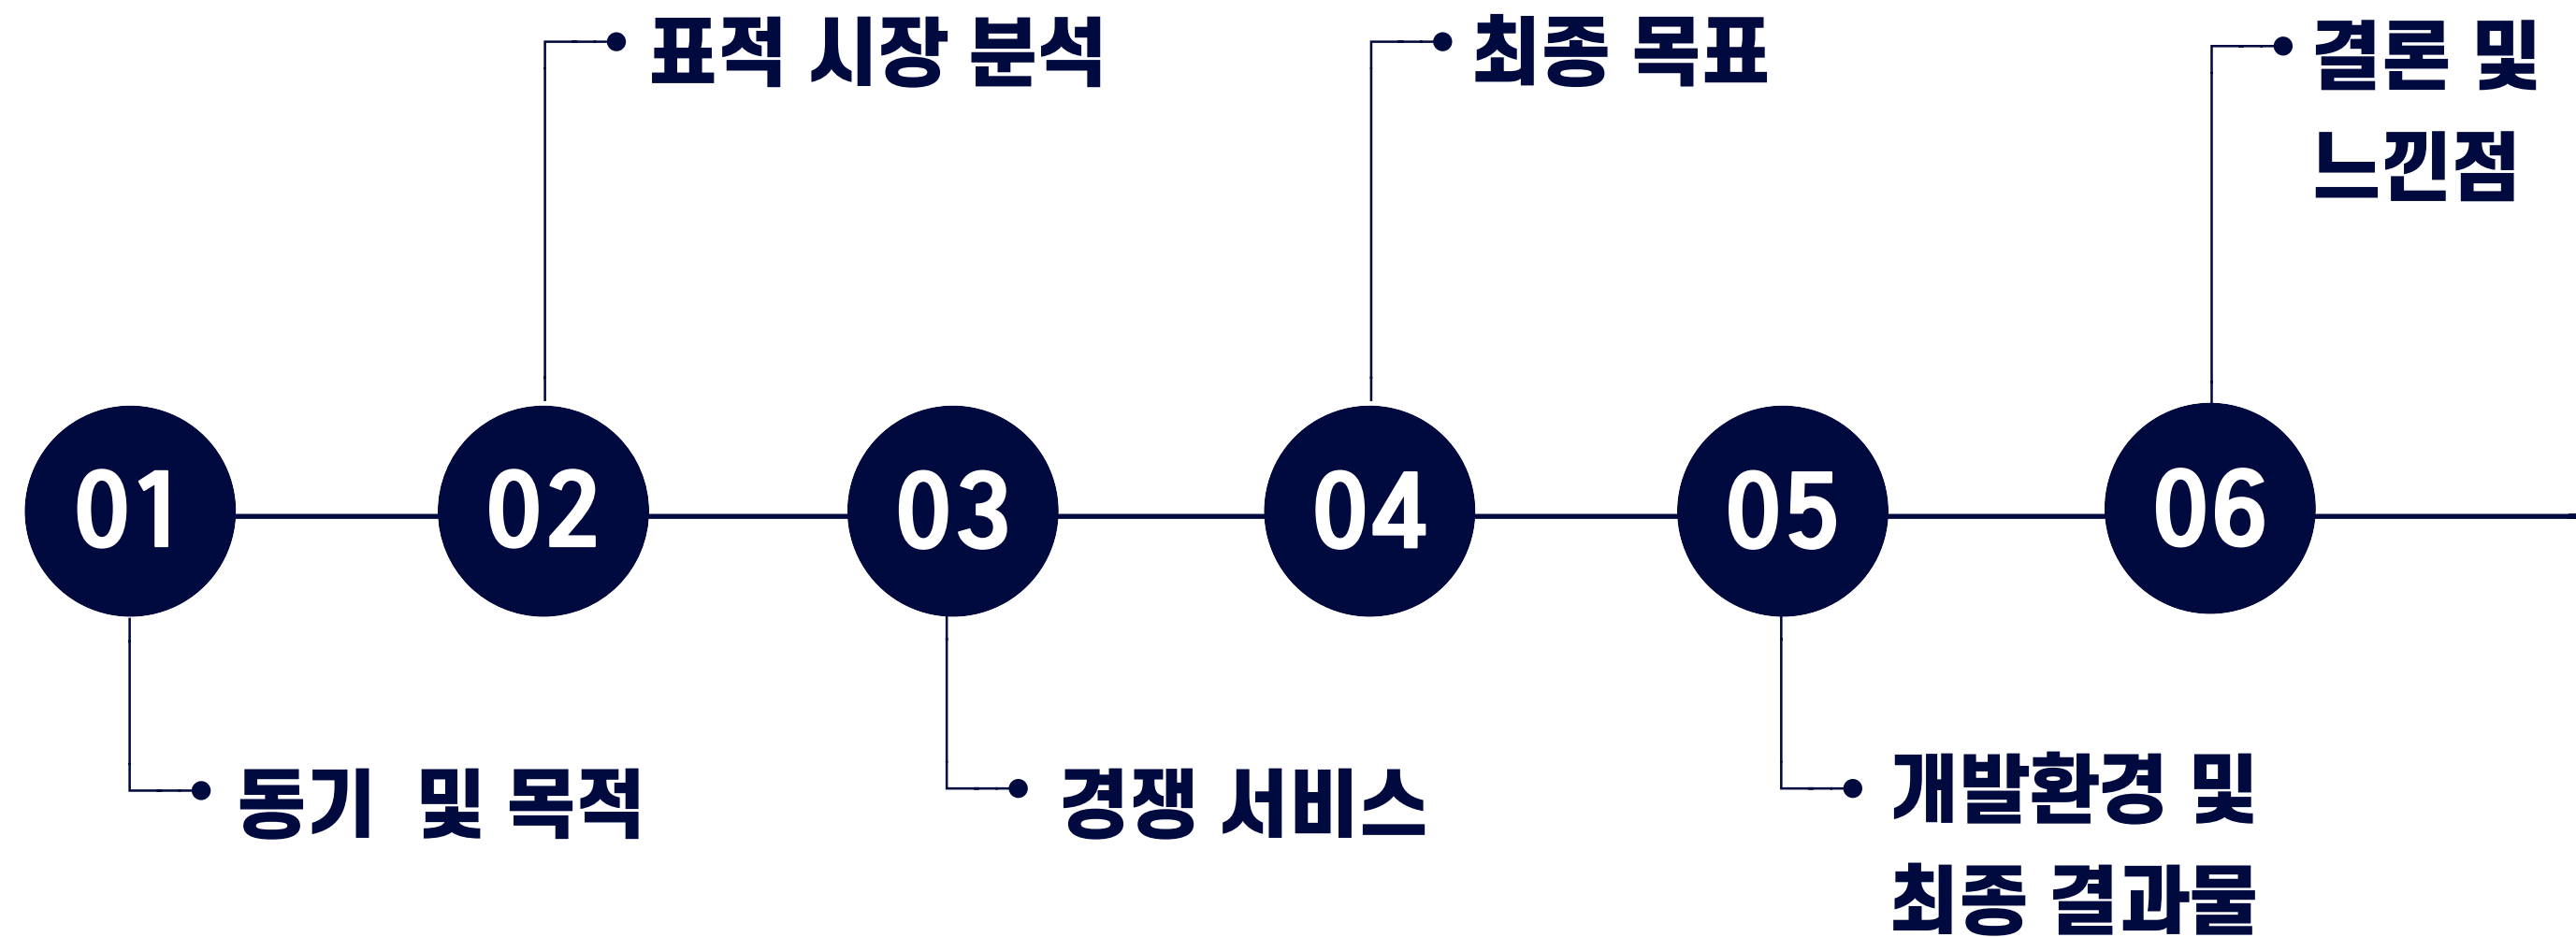 01
동기 및 목적
02
표적 시장 분석
03
경쟁 서비스
04
최종 목표
05
개발환경 및
최종 결과물
06
결론 및
느낀점